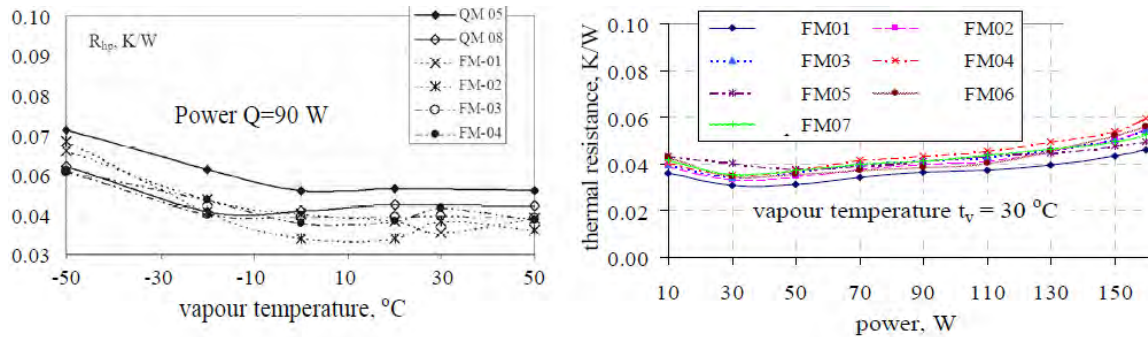 0.10
0.09
0.08
0.07
0.05
0.04
0.03
R_hp, K/W
Power Q=90 W
QM 05
QM 08
FM-01
FM-02
FM-03
FM-04
-50 -30 -10 10 30 50
vapour temperature, °C
thermal resistance, K/W
0.10
0.08
0.06
0.04
0.02
0.00
FM01 FM02
FM03 FM04
FM05 FM06
FM07
vapour temperature t_v = 30 °C
10 30 50 70 90 110 130 150
power, W